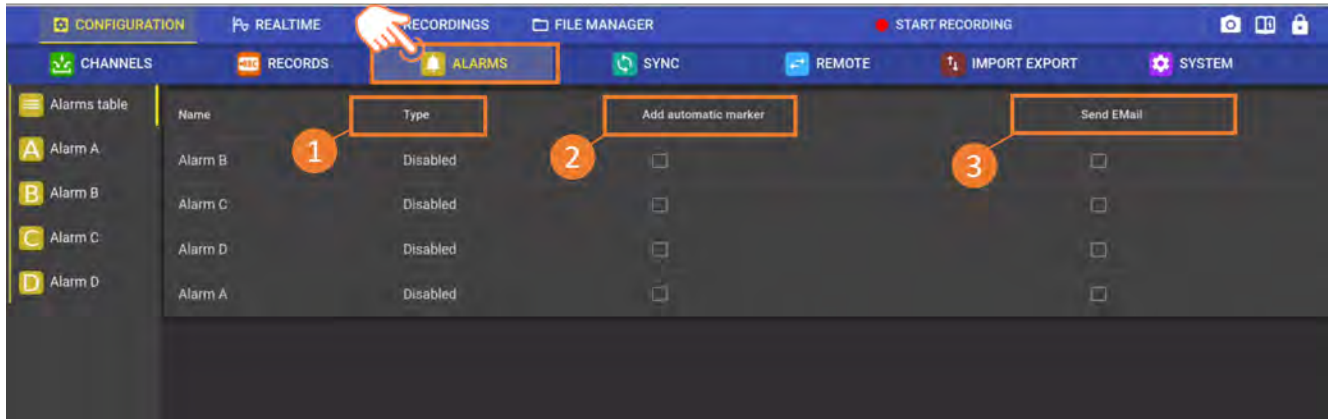 CONFIGURATION REALTIME RECORDINGS FILE MANAGER START RECORDING
CHANNELS REC RECORDS ALARMS SYNC REMOTE IMPORT EXPORT SYSTEM
Alarms table
A Alarm A
B Alarm B
C Alarm C
D Alarm D
Name Type Add automatic marker Send EMail
1 2 3
Alarm B Disabled
Alarm C Disabled
Alarm D Disabled
Alarm A Disabled